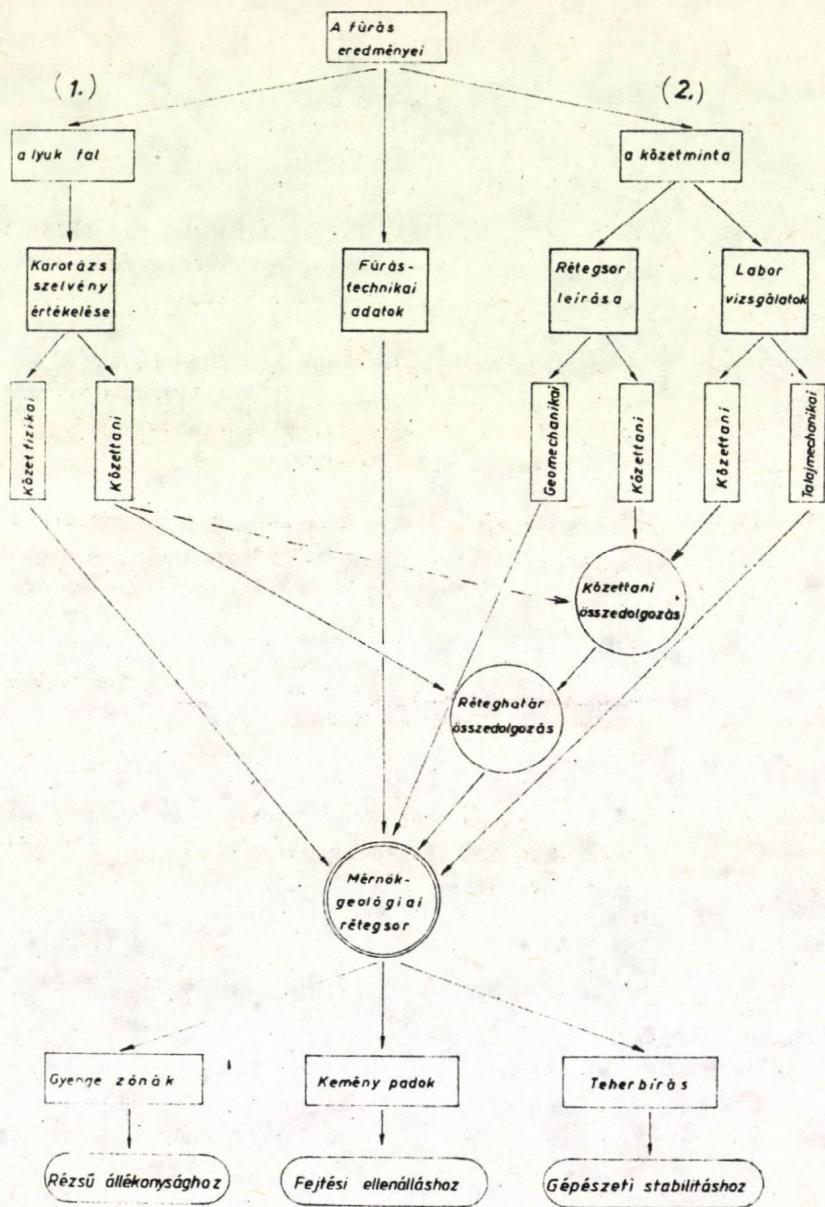 A fúrás
eredményei
(1.)
(2.)
a lyuk fal
a kőzetminta
Karotázs
szelvény
értékelése
Fúrás-
technikai
adatok
Rétegsor
leírása
Labor
vizsgálatok
Kőzetfizikai
Kőzettani
Geomechanikai
Kőzettani
Kőzettani
Talajmechanikai
Kőzettani
összedolgozás
Réteghatár
összedolgozás
Mérnök-
geológiai
rétegsor
Gyenge zónák
Kemény padok
Teherbírás
Rézsű állékonysághoz
Fejtési ellenálláshoz
Gépészeti stabilitáshoz